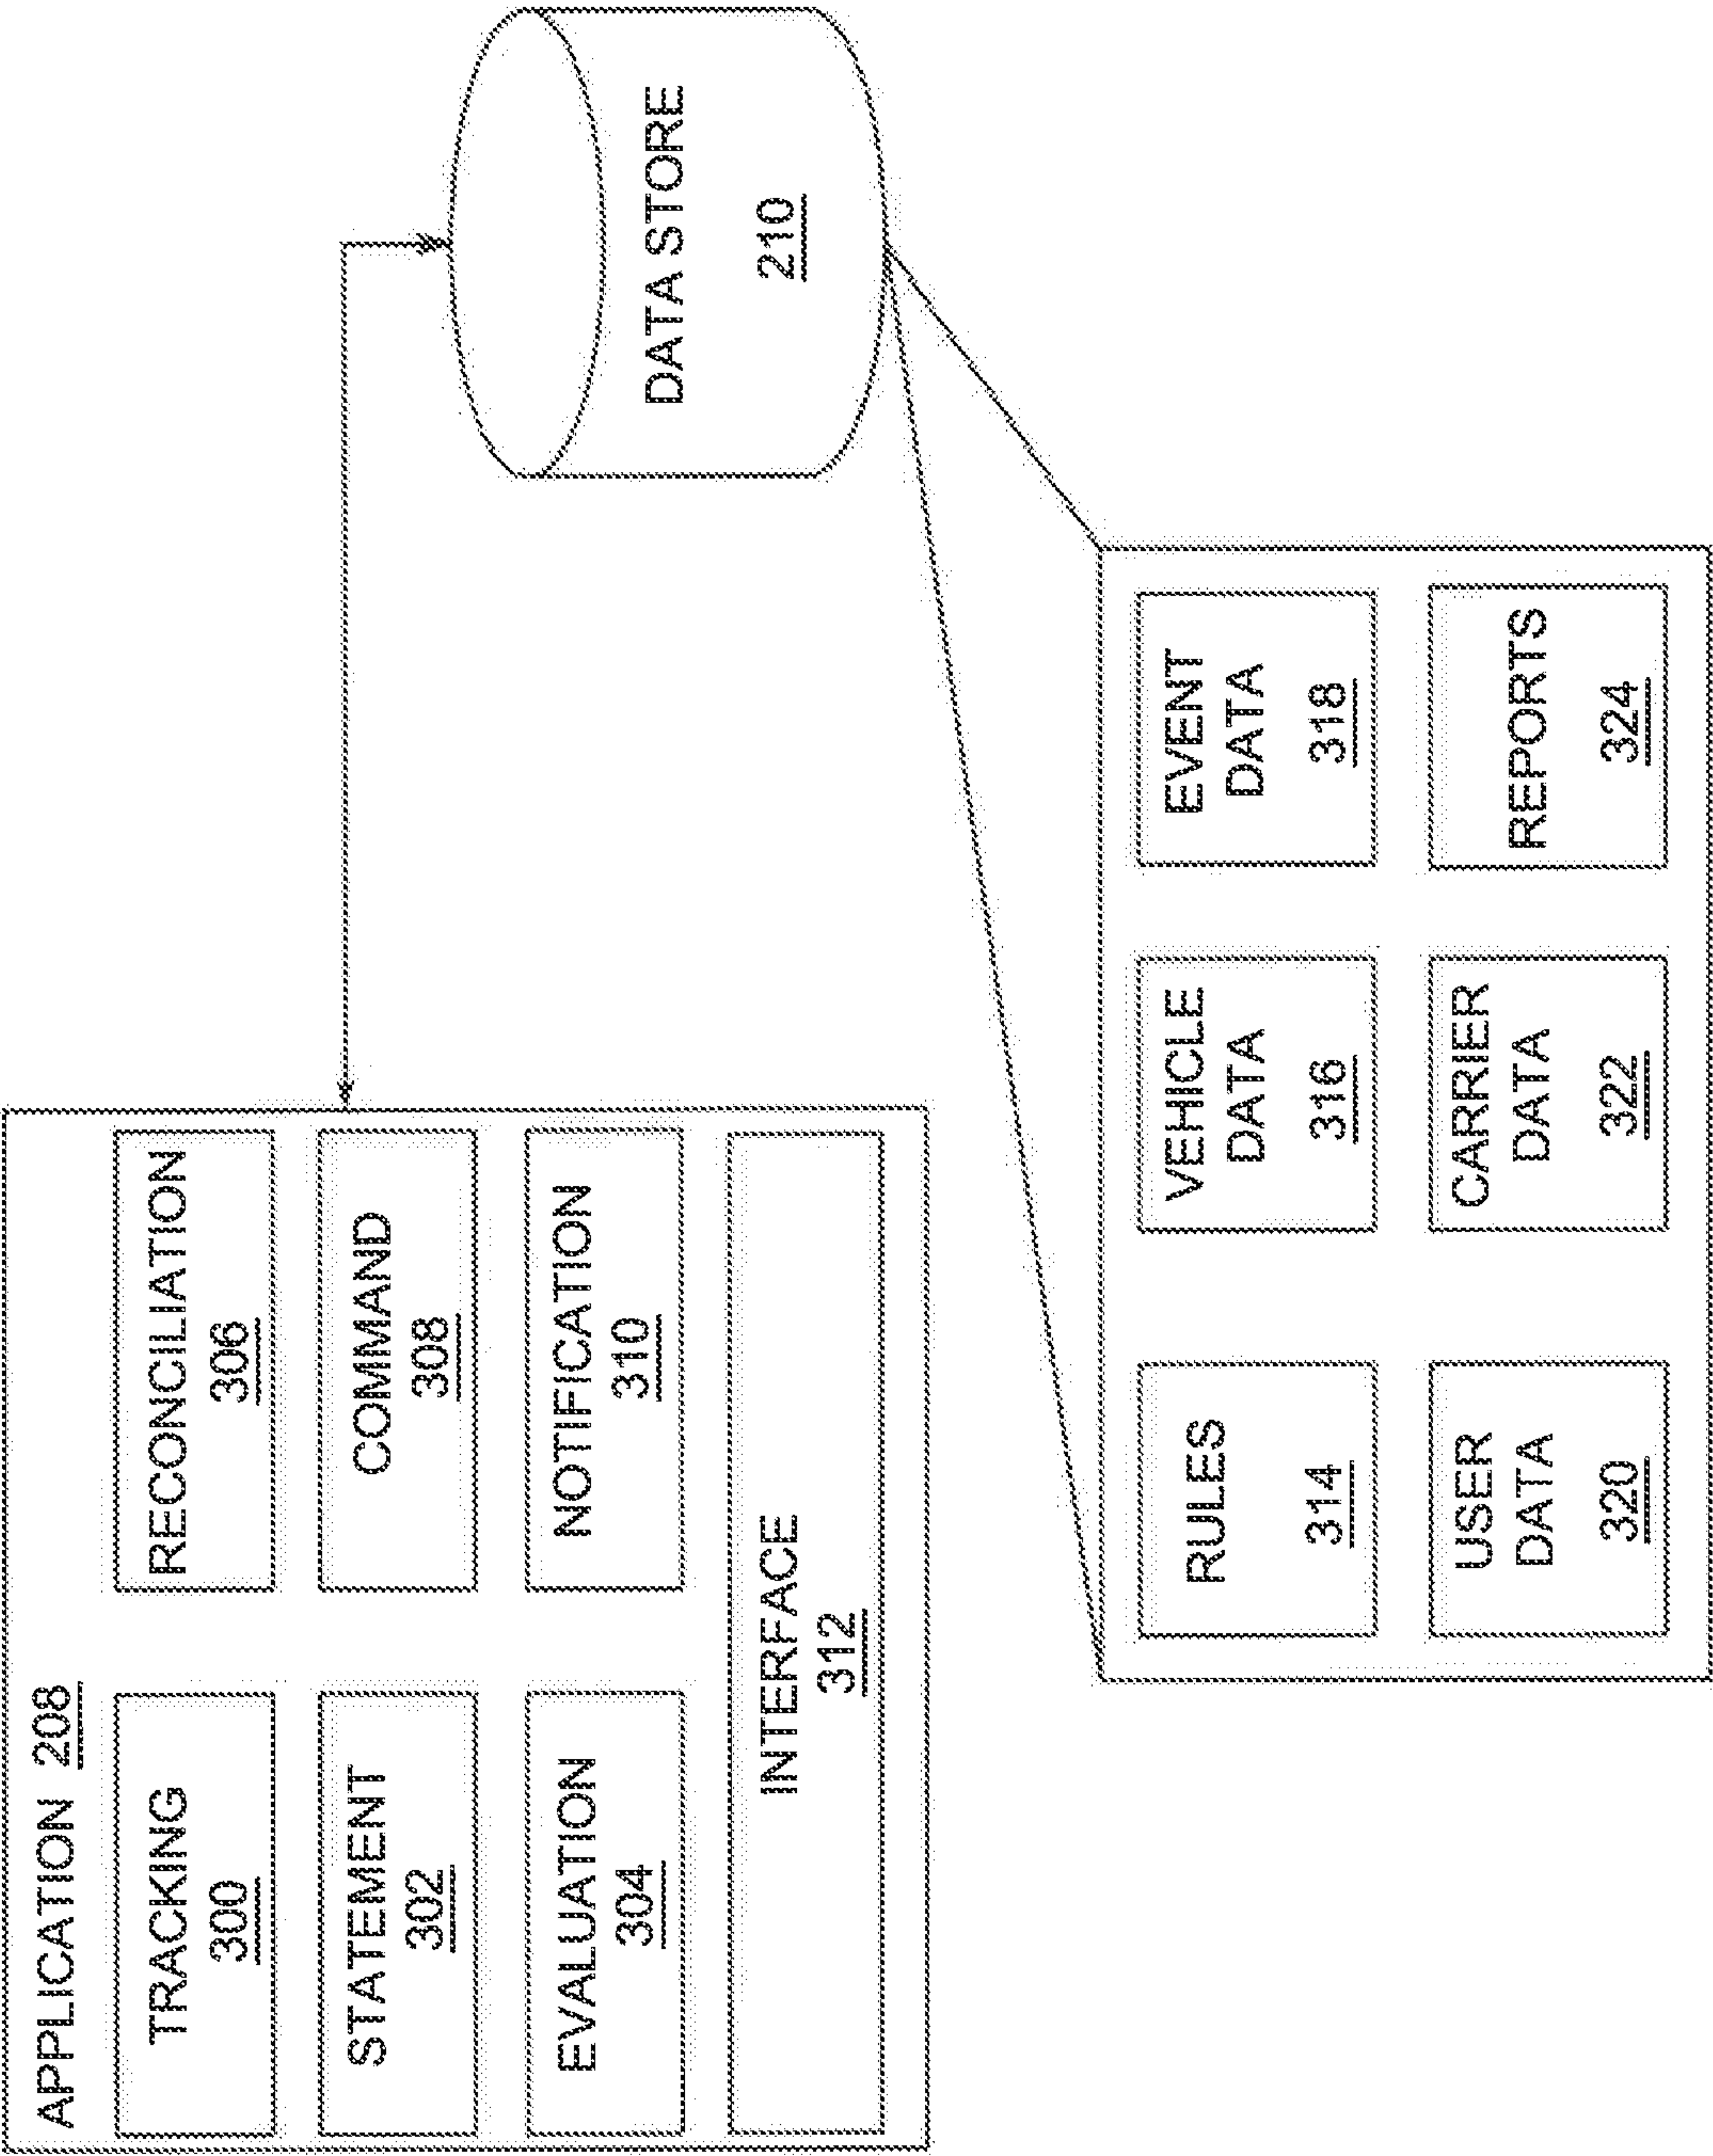 APPLICATION 208
TRACKING
300
RECONCILIATION
306
STATEMENT
302
COMMAND
308
EVALUATION
304
NOTIFICATION
310
INTERFACE
312
DATA STORE
210
RULES
314
VEHICLE
DATA
316
EVENT
DATA
318
USER
DATA
320
CARRIER
DATA
322
REPORTS
324